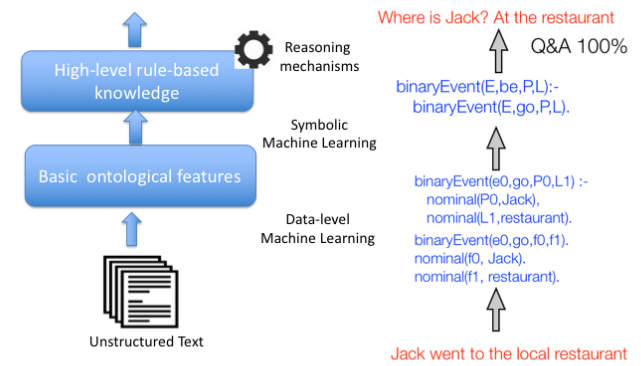 High-level rule-based
knowledge
Reasoning
mechanisms
Symbolic
Machine Learning
Basic ontological features
Data-level
Machine Learning
Unstructured Text
Where is Jack? At the restaurant
Q&A 100%
binaryEvent(E,be,P,L):-
binaryEvent(E,go,P,L).
binaryEvent(e0,go,P0,L1) :-
nominal(P0,Jack),
nominal(L1,restaurant).
binaryEvent(e0,go,f0,f1).
nominal(f0, Jack).
nominal(f1, restaurant).
Jack went to the local restaurant